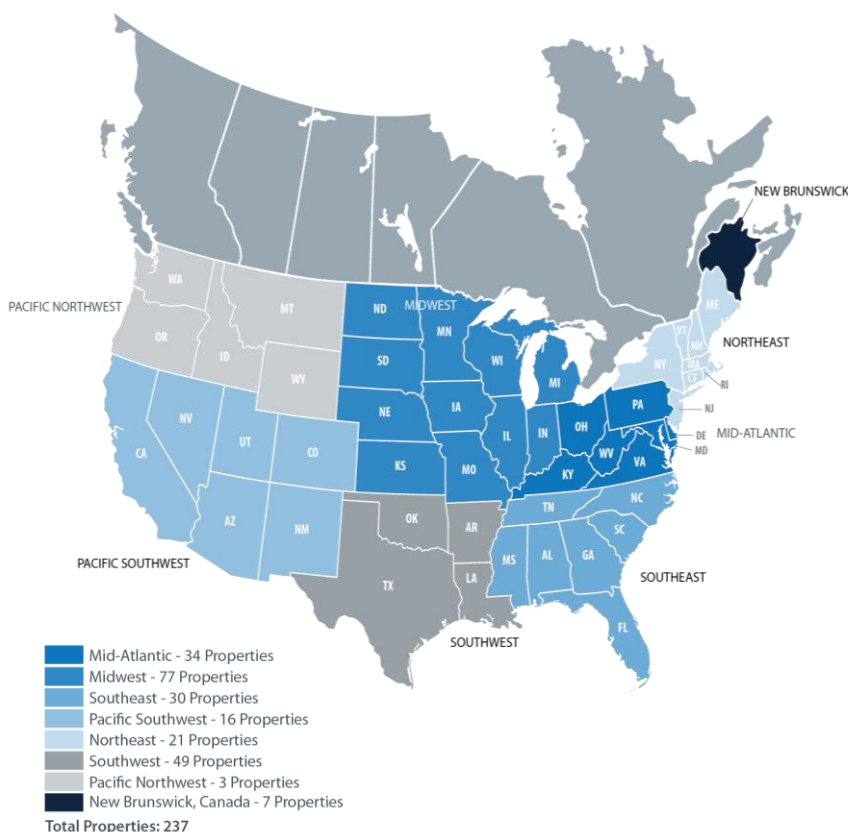 NEW BRUNSWICK
WA
MT
ND
MIDWEST
MN
ME
PACIFIC NORTHWEST
OR
ID
WY
SD
WI
MI
VT
NH
NORTHEAST
NY
MA
CT
RI
NE
IA
PA
NJ
NV
UT
CO
IL
IN
OH
MID-ATLANTIC
DE
MD
CA
KS
MO
WV
VA
KY
AZ
NM
OK
AR
TN
NC
SC
MS
AL
GA
PACIFIC SOUTHWEST
TX
LA
SOUTHEAST
FL
SOUTHWEST
Mid-Atlantic - 34 Properties
Midwest - 77 Properties
Southeast - 30 Properties
Pacific Southwest - 16 Properties
Northeast - 21 Properties
Southwest - 49 Properties
Pacific Northwest - 3 Properties
New Brunswick, Canada - 7 Properties
Total Properties: 237